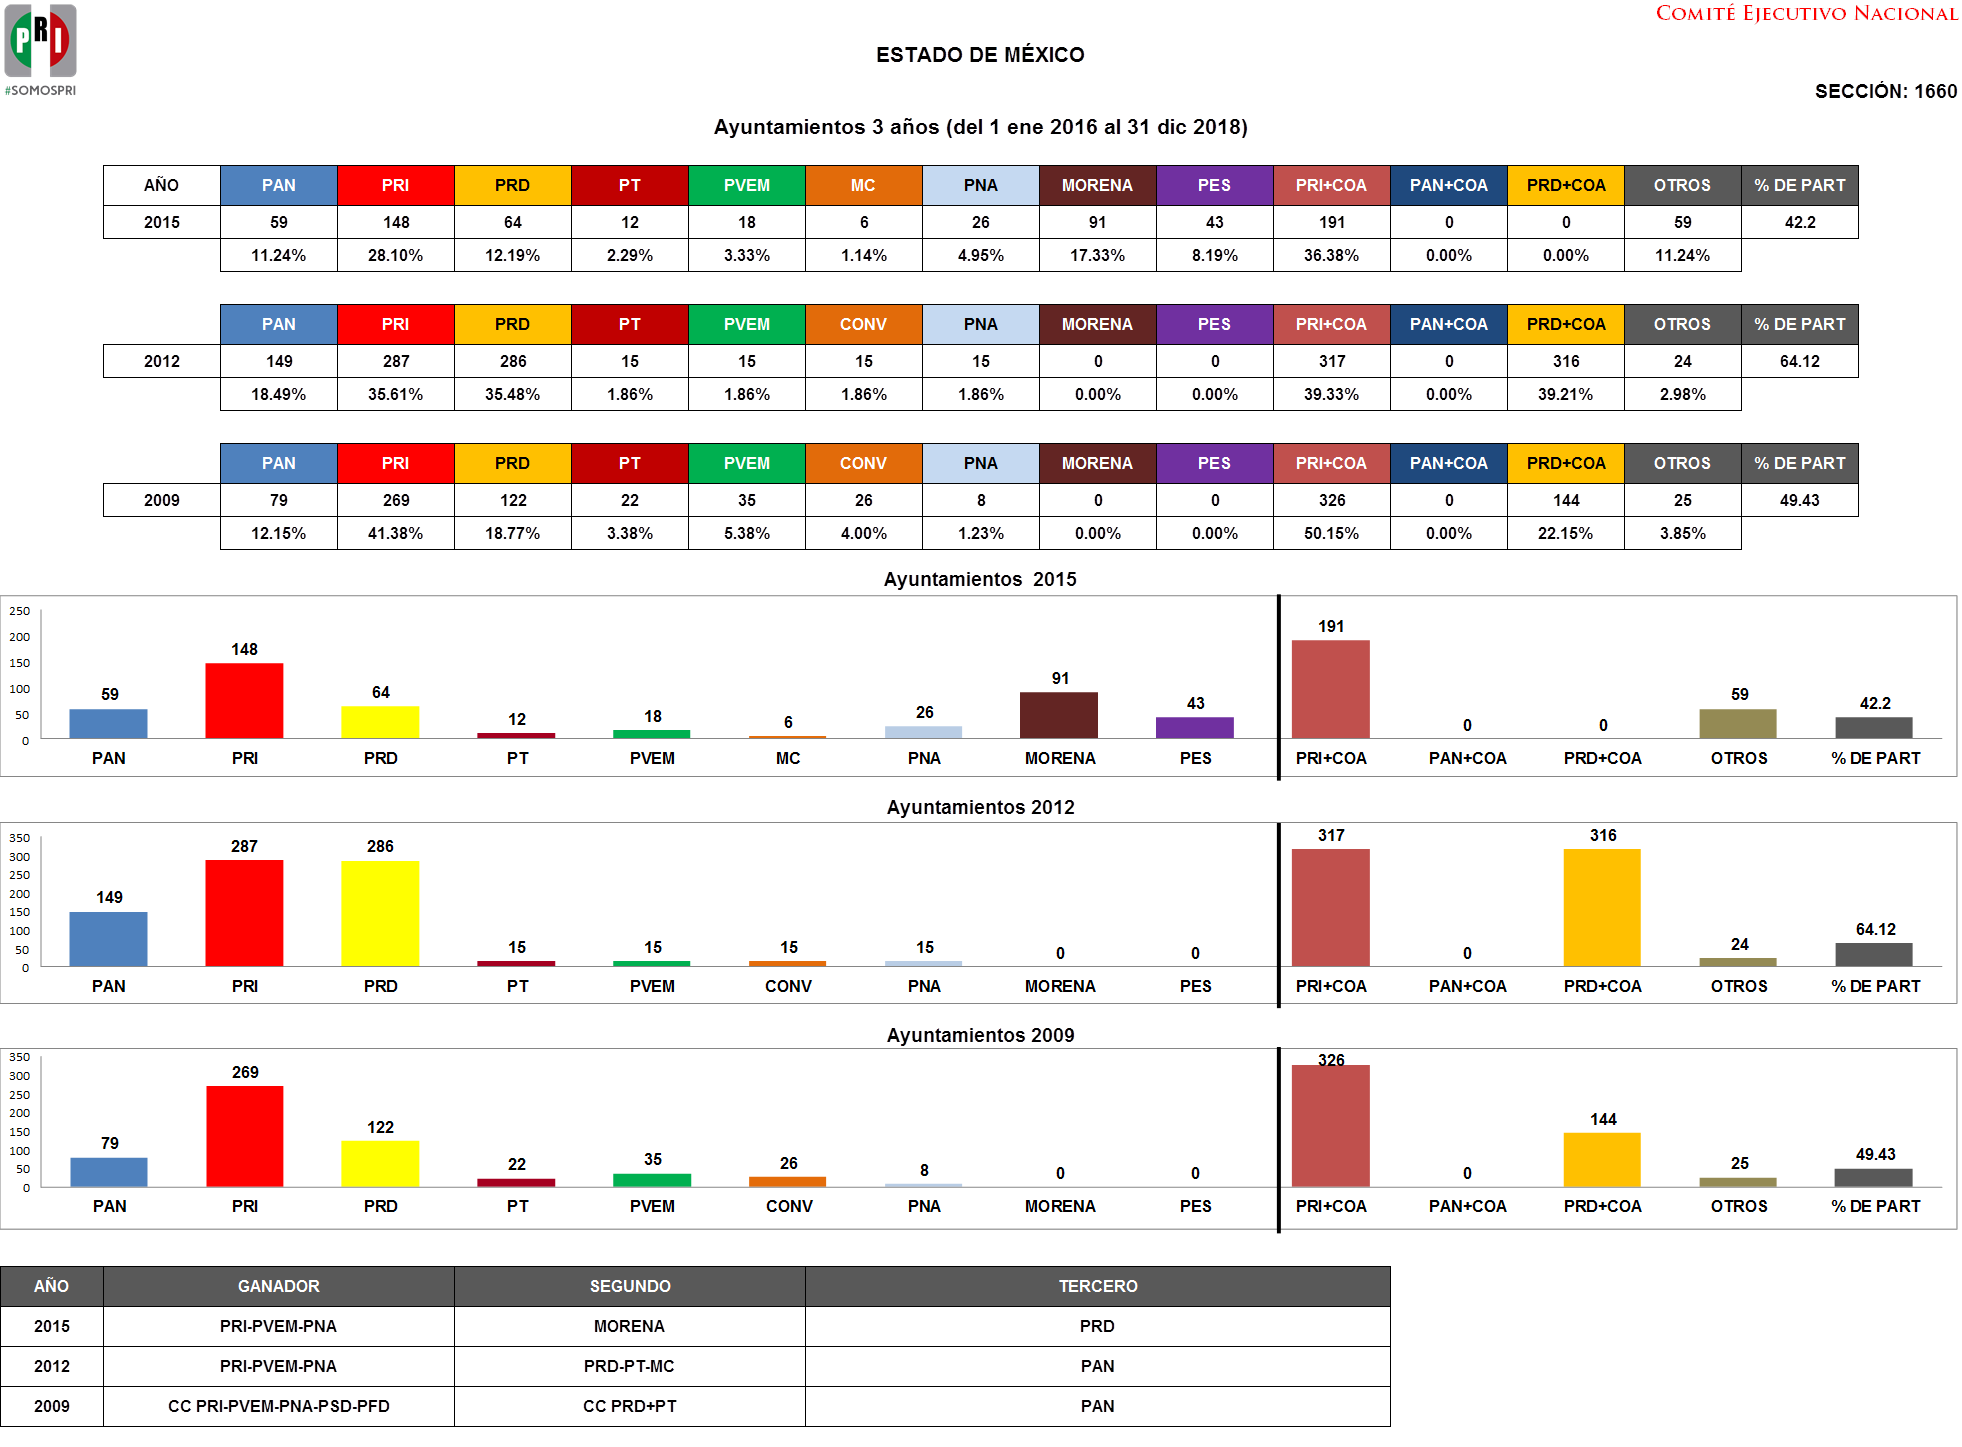 PRI
#SOMOSPRI
COMITÉ EJECUTIVO NACIONAL
ESTADO DE MÉXICO
SECCIÓN: 1660
Ayuntamientos 3 años (del 1 ene 2016 al 31 dic 2018)
AÑO PAN PRI PRD PT PVEM MC PNA MORENA PES PRI+COA PAN+COA PRD+COA OTROS % DE PART
2015 59 148 64 12 18 6 26 91 43 191 0 0 59 42.2
11.24% 28.10% 12.19% 2.29% 3.33% 1.14% 4.95% 17.33% 8.19% 36.38% 0.00% 0.00% 11.24%
PAN PRI PRD PT PVEM CONV PNA MORENA PES PRI+COA PAN+COA PRD+COA OTROS % DE PART
2012 149 287 286 15 15 15 15 0 0 317 0 316 24 64.12
18.49% 35.61% 35.48% 1.86% 1.86% 1.86% 1.86% 0.00% 0.00% 39.33% 0.00% 39.21% 2.98%
PAN PRI PRD PT PVEM CONV PNA MORENA PES PRI+COA PAN+COA PRD+COA OTROS % DE PART
2009 79 269 122 22 35 26 8 0 0 326 0 144 25 49.43
12.15% 41.38% 18.77% 3.38% 5.38% 4.00% 1.23% 0.00% 0.00% 50.15% 0.00% 22.15% 3.85%
Ayuntamientos 2015
250
200
150
100
50
0
59 148 64 12 18 6 26 91 43 191 0 0 59 42.2
PAN PRI PRD PT PVEM MC PNA MORENA PES PRI+COA PAN+COA PRD+COA OTROS % DE PART
Ayuntamientos 2012
350
300
250
200
150
100
50
0
149 287 286 15 15 15 15 0 0 317 0 316 24 64.12
PAN PRI PRD PT PVEM CONV PNA MORENA PES PRI+COA PAN+COA PRD+COA OTROS % DE PART
Ayuntamientos 2009
350
300
250
200
150
100
50
0
79 269 122 22 35 26 8 0 0 326 0 144 25 49.43
PAN PRI PRD PT PVEM CONV PNA MORENA PES PRI+COA PAN+COA PRD+COA OTROS % DE PART
AÑO GANADOR SEGUNDO TERCERO
2015 PRI-PVEM-PNA MORENA PRD
2012 PRI-PVEM-PNA PRD-PT-MC PAN
2009 CC PRI-PVEM-PNA-PSD-PFD CC PRD+PT PAN